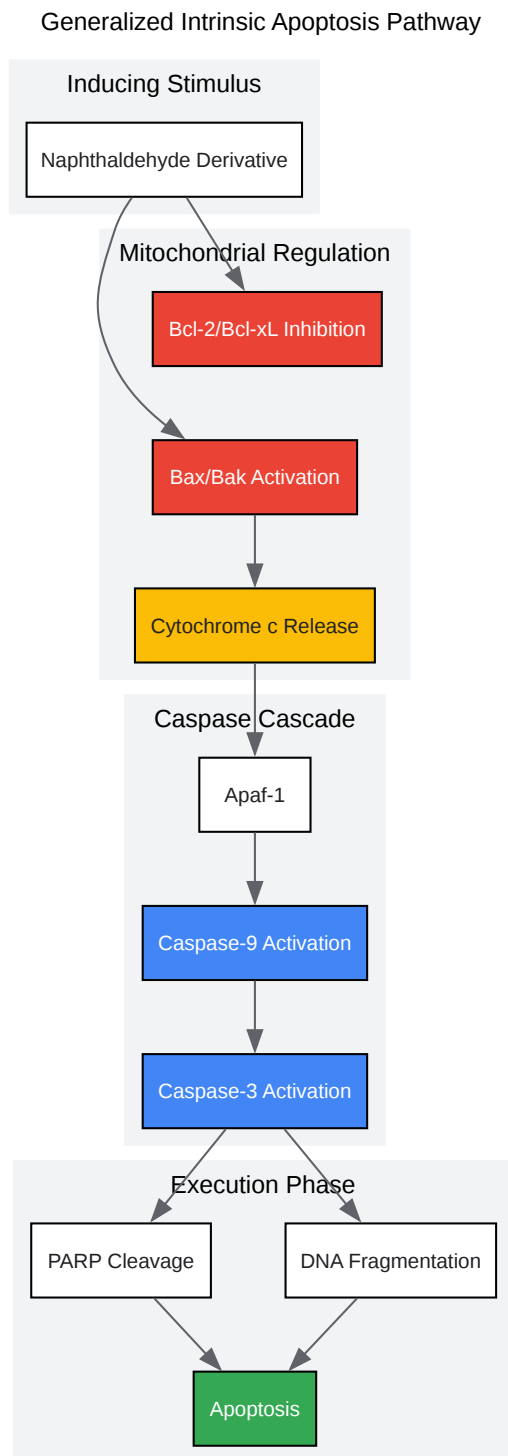 Generalized Intrinsic Apoptosis Pathway
Inducing Stimulus
Naphthaldehyde Derivative
Mitochondrial Regulation
Bcl-2/Bcl-xL Inhibition
Bax/Bak Activation
Cytochrome c Release
Caspase Cascade
Apaf-1
Caspase-9 Activation
Caspase-3 Activation
Execution Phase
PARP Cleavage
DNA Fragmentation
Apoptosis